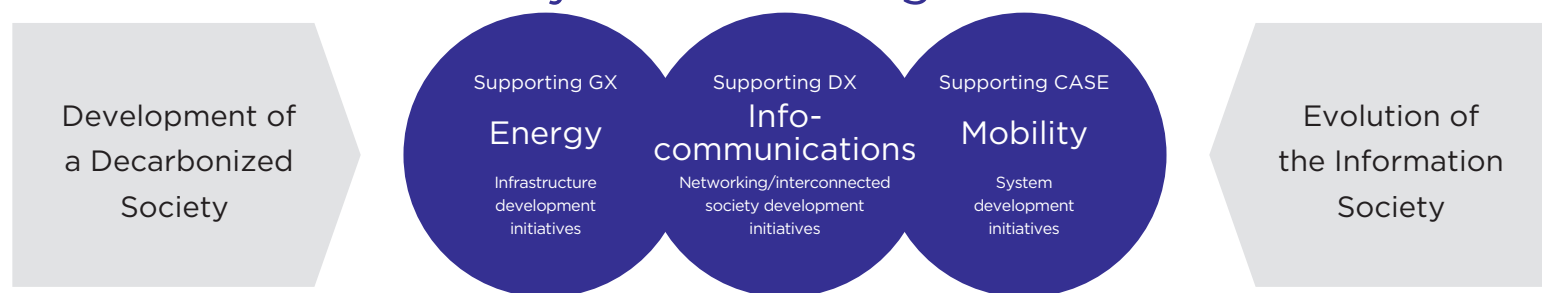 Development of
a Decarbonized
Society
Supporting GX
Energy
Infrastructure
development
initiatives
Supporting DX
Info-
communications
Networking/interconnected
society development
initiatives
Supporting CASE
Mobility
System
development
initiatives
Evolution of
the Information
Society